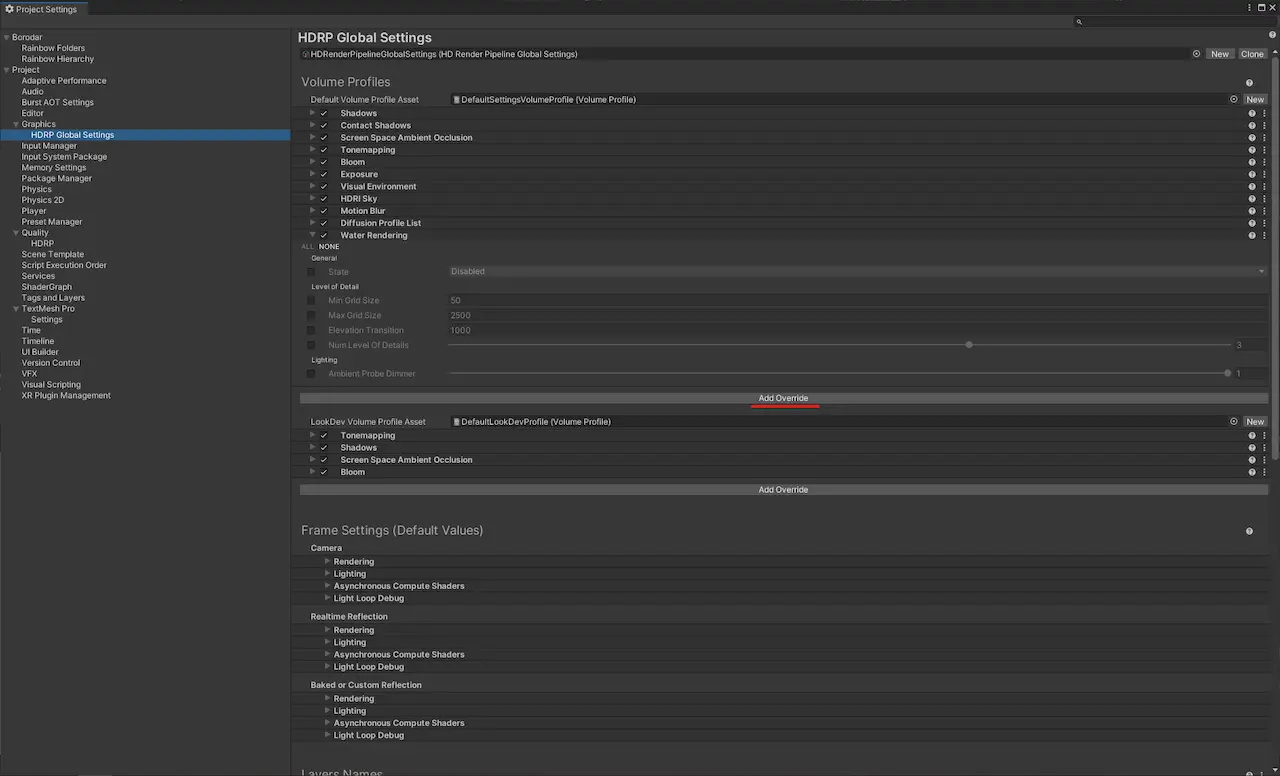 Project Settings
Borodar
Rainbow Folders
Rainbow Hierarchy
Project
Adaptive Performance
Audio
Burst AOT Settings
Editor
Graphics
HDRP Global Settings
Input Manager
Input System Package
Memory Settings
Package Manager
Physics
Physics 2D
Player
Preset Manager
Quality
HDRP
Scene Template
Script Execution Order
Services
ShaderGraph
Tags and Layers
TextMesh Pro
Settings
Time
Timeline
UI Builder
Version Control
VFX
Visual Scripting
XR Plugin Management
HDRP Global Settings
HDRenderPipelineGlobalSettings (HD Render Pipeline Global Settings) New Clone
Volume Profiles
Default Volume Profile Asset DefaultSettingsVolumeProfile (Volume Profile) New
Shadows
Contact Shadows
Screen Space Ambient Occlusion
Tonemapping
Bloom
Exposure
Visual Environment
HDRI Sky
Motion Blur
Diffusion Profile List
Water Rendering
ALL NONE
General
State Disabled
Level of Detail
Min Grid Size 50
Max Grid Size 2500
Elevation Transition 1000
Num Level Of Details 3
Lighting
Ambient Probe Dimmer 1
Add Override
LookDev Volume Profile Asset DefaultLookDevProfile (Volume Profile) New
Tonemapping
Shadows
Screen Space Ambient Occlusion
Bloom
Add Override
Frame Settings (Default Values)
Camera
Rendering
Lighting
Asynchronous Compute Shaders
Light Loop Debug
Realtime Reflection
Rendering
Lighting
Asynchronous Compute Shaders
Light Loop Debug
Baked or Custom Reflection
Rendering
Lighting
Asynchronous Compute Shaders
Light Loop Debug
Layers Names